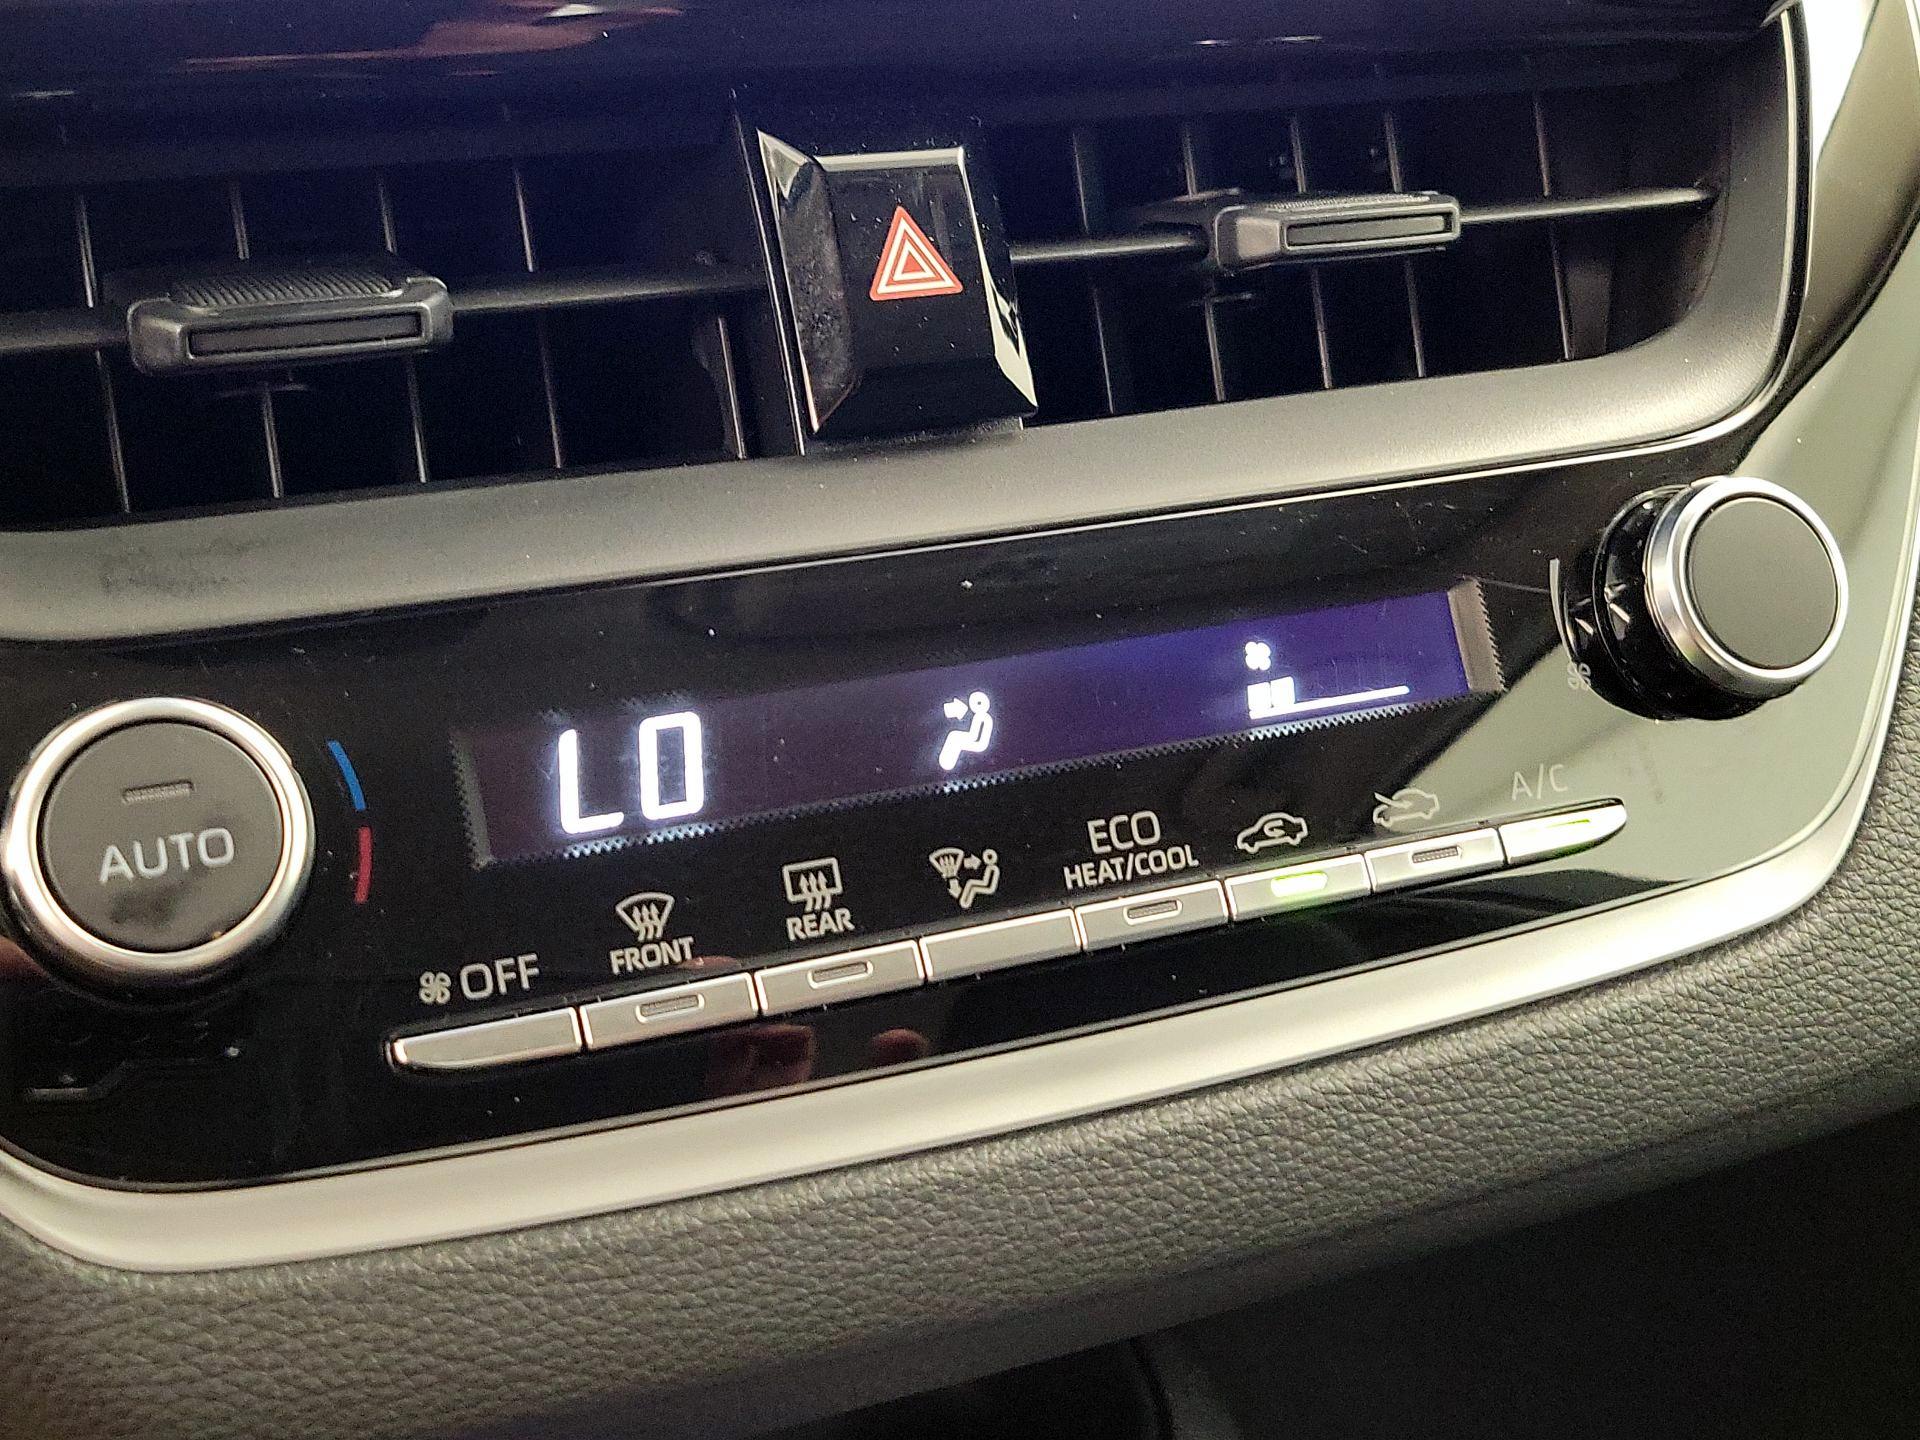 LO
AUTO
OFF
FRONT
REAR
ECO
HEAT/COOL
A/C